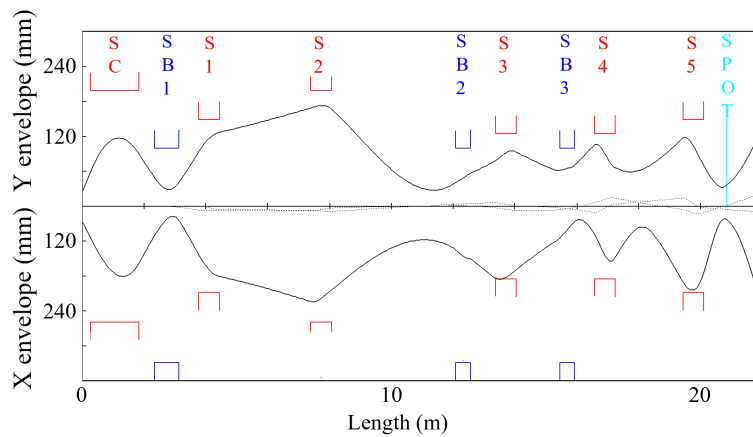 S C
S B 1
S 1
S 2
S B 2
S 3
S B 3
S 4
S 5
S P O T
Y envelope (mm)
240
120
X envelope (mm)
120
240
0
10
20
Length (m)